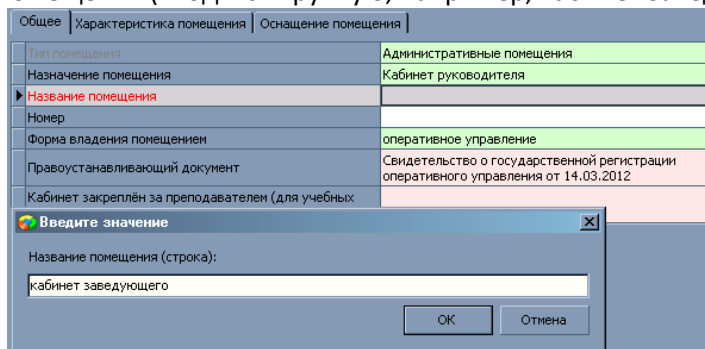 Общее Характеристика помещения Оснащение помещения
Тип помещения Административные помещения
Назначение помещения Кабинет руководителя
Название помещения
Номер
Форма владения помещением оперативное управление
Правоустанавливающий документ Свидетельство о государственной регистрации
оперативного управления от 14.03.2012
Кабинет закреплён за преподавателем (для учебных
Введите значение
Название помещения (строка):
кабинет заведующего
ОК Отмена